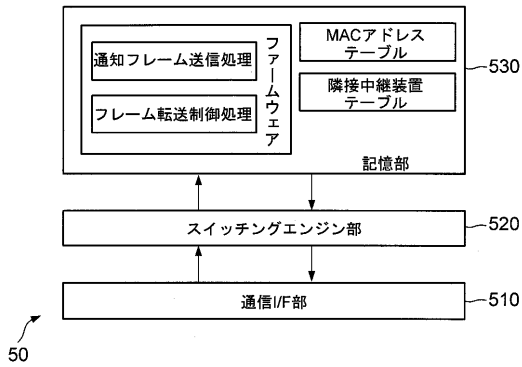 通知フレーム送信処理
フレーム転送制御処理
ファームウェア
MACアドレス
テーブル
隣接中継装置
テーブル
記憶部
530
スイッチングエンジン部
520
通信I/F部
510
50